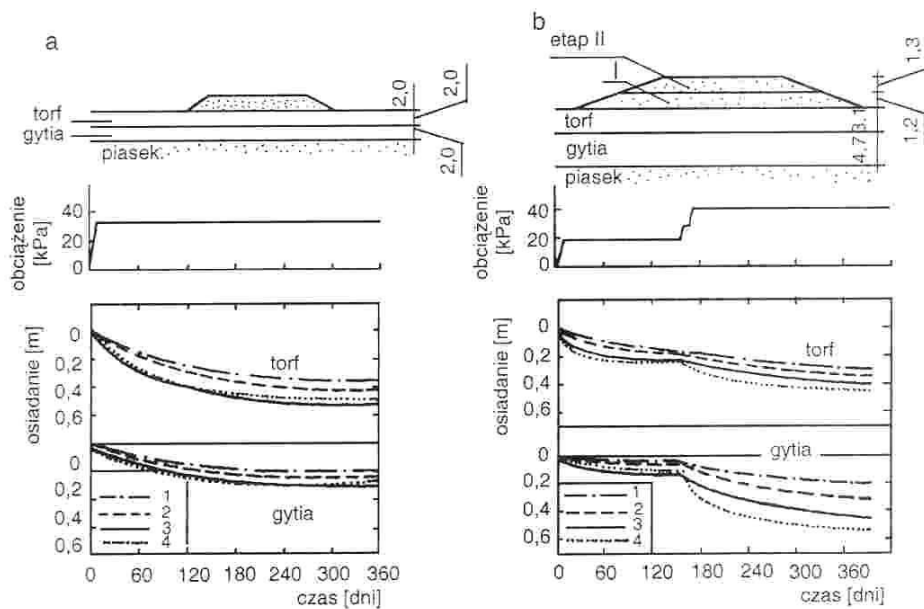 a
2,0
2,0
torf
gytia
2,0
piasek
obciążenie
[kPa]
40
20
0
osiadanie [m]
0
0,2
0,4
0,6
torf
0
0,2
0,4
0,6
1
2
3
4
gytia
0 60 120 180 240 300 360
czas [dni]
b
etap II
I
1,3
torf
3,1
1,2
gytia
4,7
piasek
obciążenie
[kPa]
40
20
0
osiadanie [m]
0
0,2
0,4
0,6
torf
0
0,2
0,4
0,6
gytia
1
2
3
4
0 60 120 180 240 300 360
czas [dni]